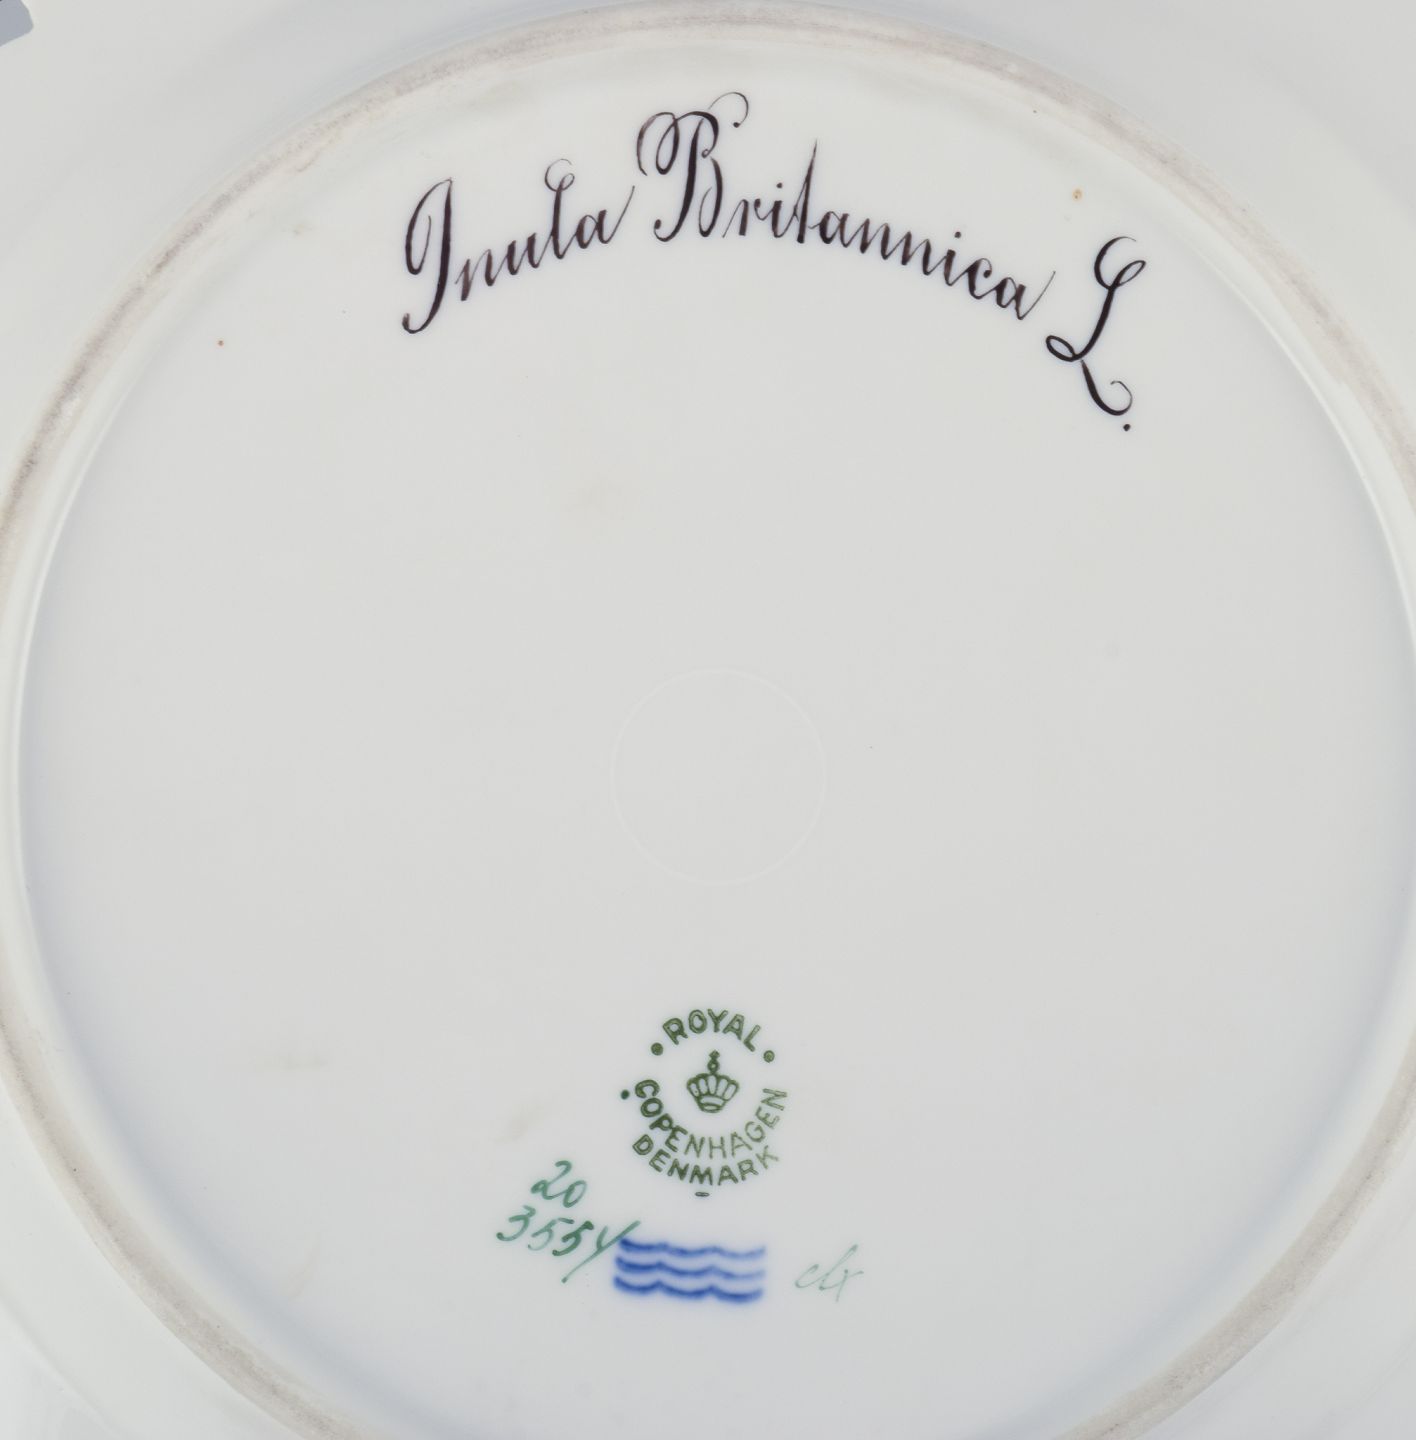 Inula Britannica L.
ROYAL
COPENHAGEN
DENMARK
20
3554